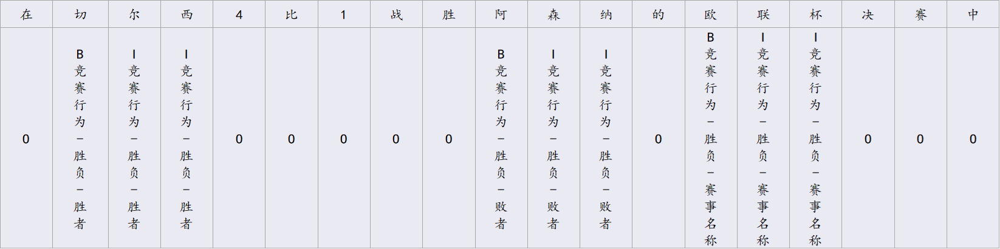 在 切 尔 西 4 比 1 战 胜 阿 森 纳 的 欧 联 杯 决 赛 中
0 B竞赛行为-胜负-胜者 I竞赛行为-胜负-胜者 I竞赛行为-胜负-胜者 0 0 0 0 0 B竞赛行为-胜负-败者 I竞赛行为-胜负-败者 I竞赛行为-胜负-败者 0 B竞赛行为-胜负-赛事名称 I竞赛行为-胜负-赛事名称 I竞赛行为-胜负-赛事名称 0 0 0